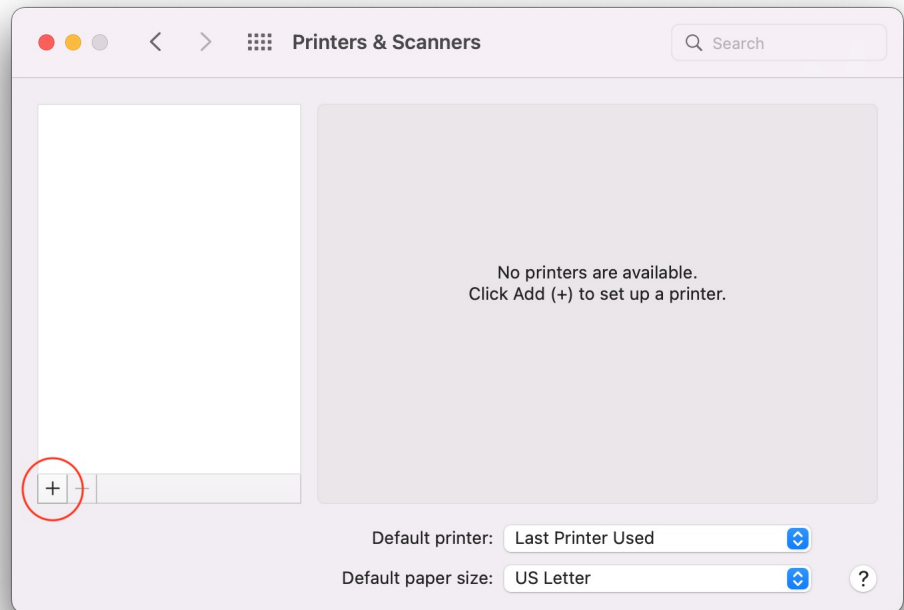 Printers & Scanners
Search
No printers are available.
Click Add (+) to set up a printer.
+ −
Default printer: Last Printer Used
Default paper size: US Letter
?